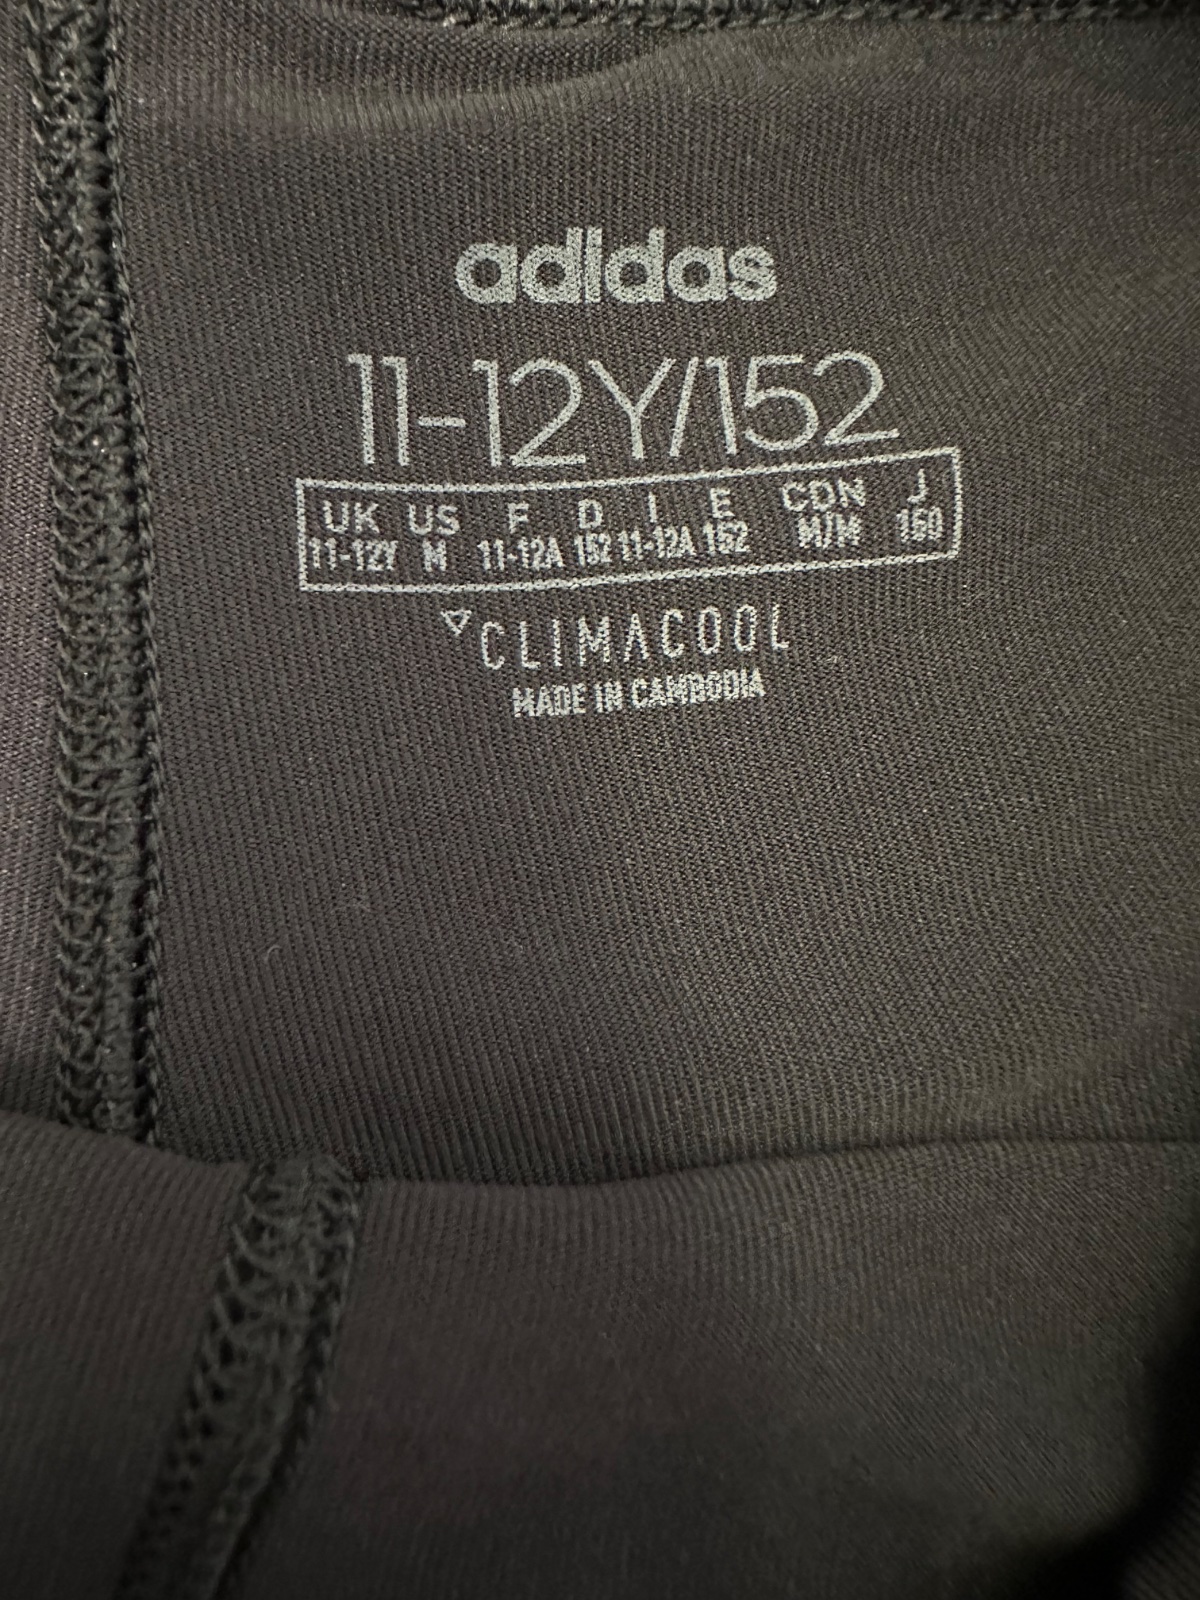 adidas
11-12Y/152
UK US F D I E CDN J
11-12Y M 11-12A 152 11-12A 152 M/M 160
CLIMACOOL
MADE IN CAMBODIA